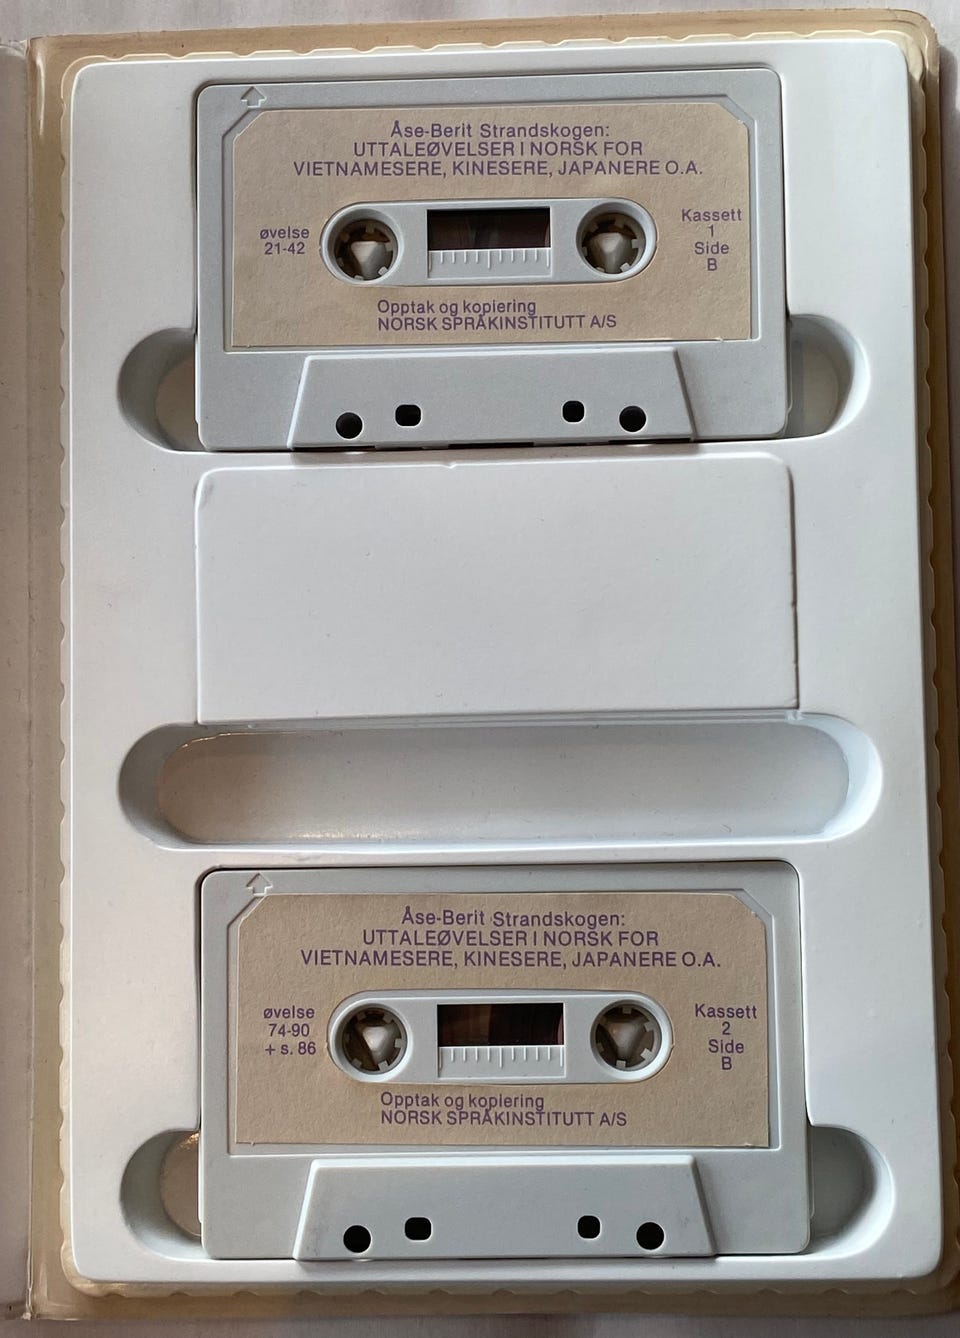 Åse-Berit Strandskogen:
UTTALEØVELSER I NORSK FOR
VIETNAMESERE, KINESERE, JAPANERE O.A.
øvelse
21-42
Kassett
1
Side
B
Opptak og kopiering
NORSK SPRÅKINSTITUTT A/S
Åse-Berit Strandskogen:
UTTALEØVELSER I NORSK FOR
VIETNAMESERE, KINESERE, JAPANERE O.A.
øvelse
74-90
+ s. 86
Kassett
2
Side
B
Opptak og kopiering
NORSK SPRÅKINSTITUTT A/S